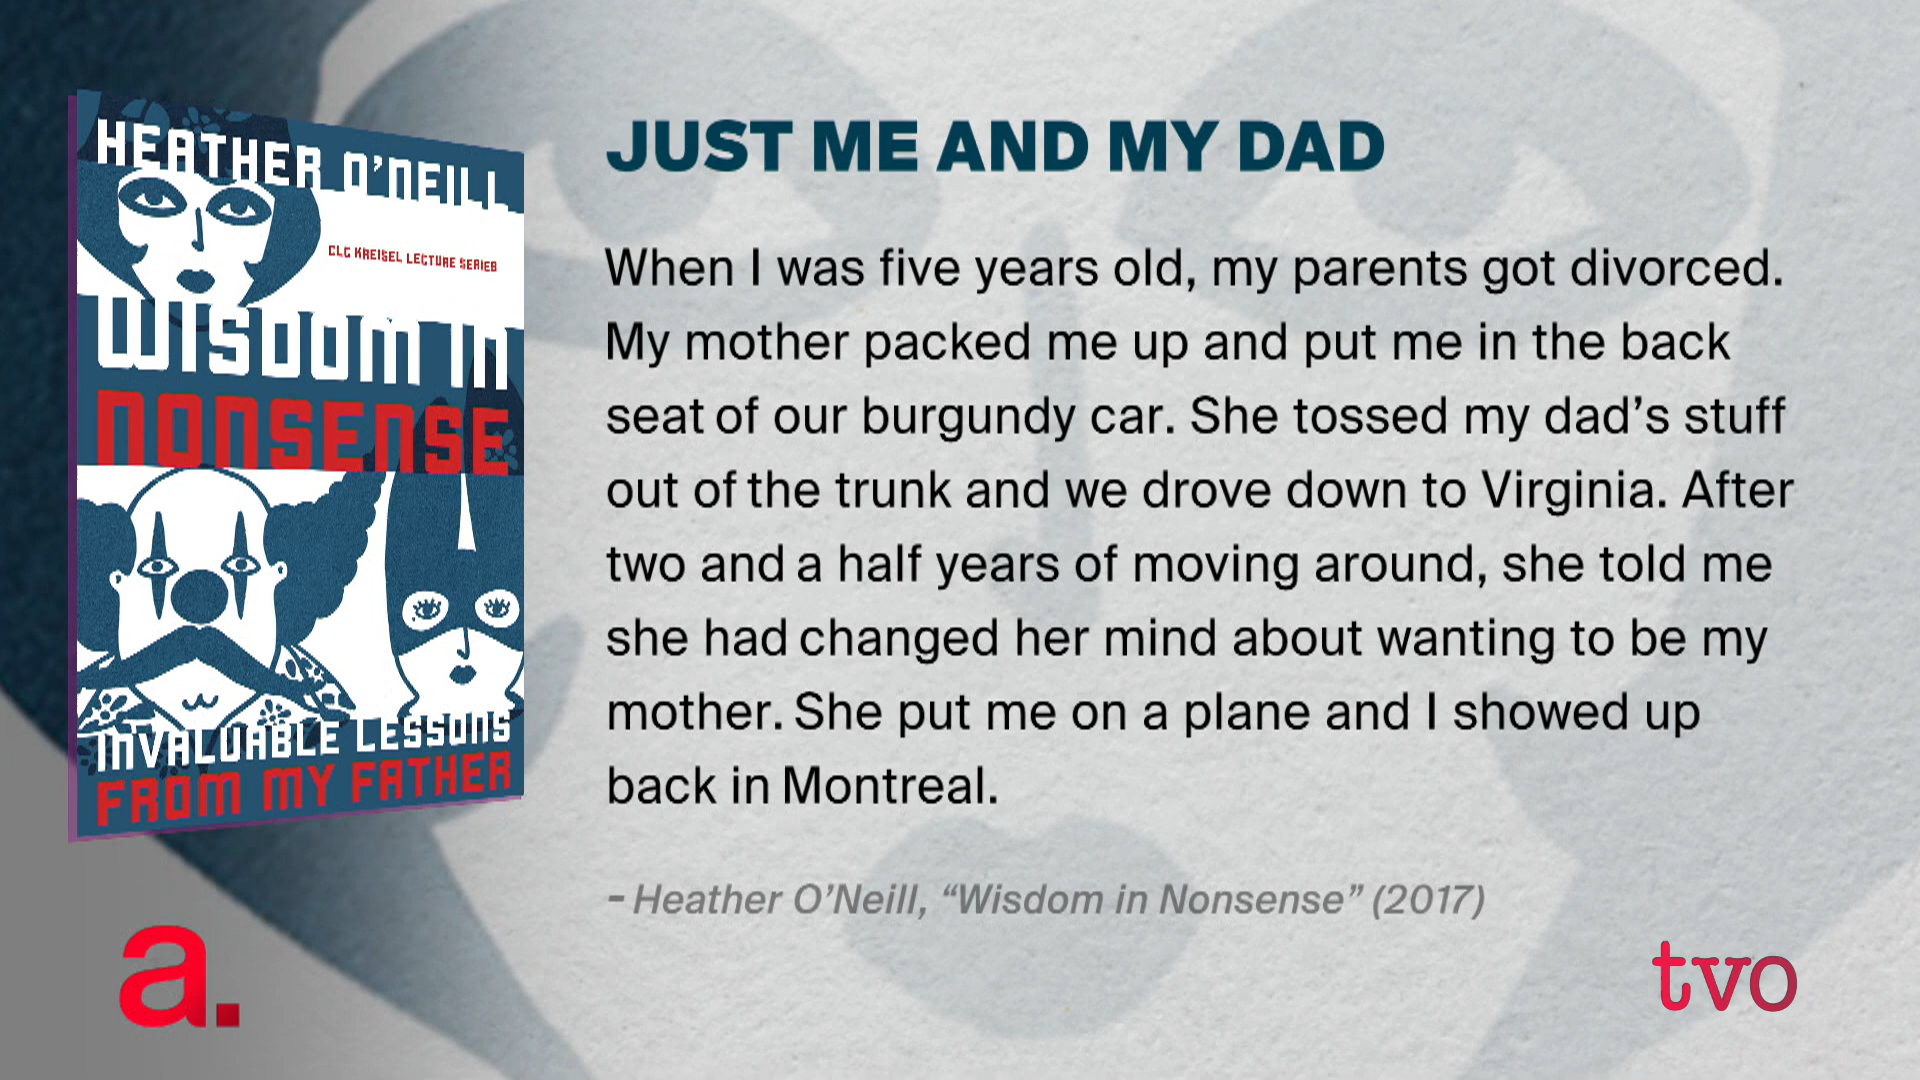 HEATHER O'NEILL
CLC KREISEL LECTURE SERIES
WISDOM IN
NONSENSE
INVALUABLE LESSONS
FROM MY FATHER
JUST ME AND MY DAD
When I was five years old, my parents got divorced.
My mother packed me up and put me in the back
seat of our burgundy car. She tossed my dad’s stuff
out of the trunk and we drove down to Virginia. After
two and a half years of moving around, she told me
she had changed her mind about wanting to be my
mother. She put me on a plane and I showed up
back in Montreal.
– Heather O’Neill, “Wisdom in Nonsense” (2017)
a.
tvo